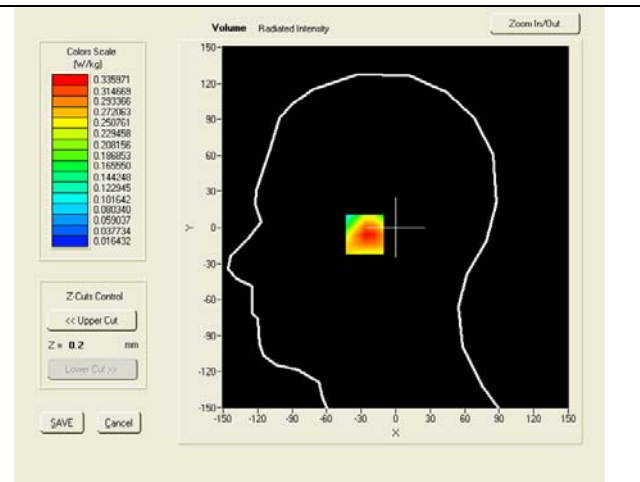 Volume Radiated Intensity
Zoom In/Out
Colors Scale
(W/kg)
0.335971
0.314669
0.293366
0.272063
0.250761
0.229458
0.208156
0.186853
0.165550
0.144248
0.122945
0.101642
0.080340
0.059037
0.037734
0.016432
150-
120-
90-
60-
30-
0-
-30-
-60-
-90-
-120-
-150-
Y
-150 -120 -90 -60 -30 0 30 60 90 120 150
X
Z-Cuts Control
<< Upper Cut
Z = 0.2 mm
Lower Cut >>
SAVE Cancel